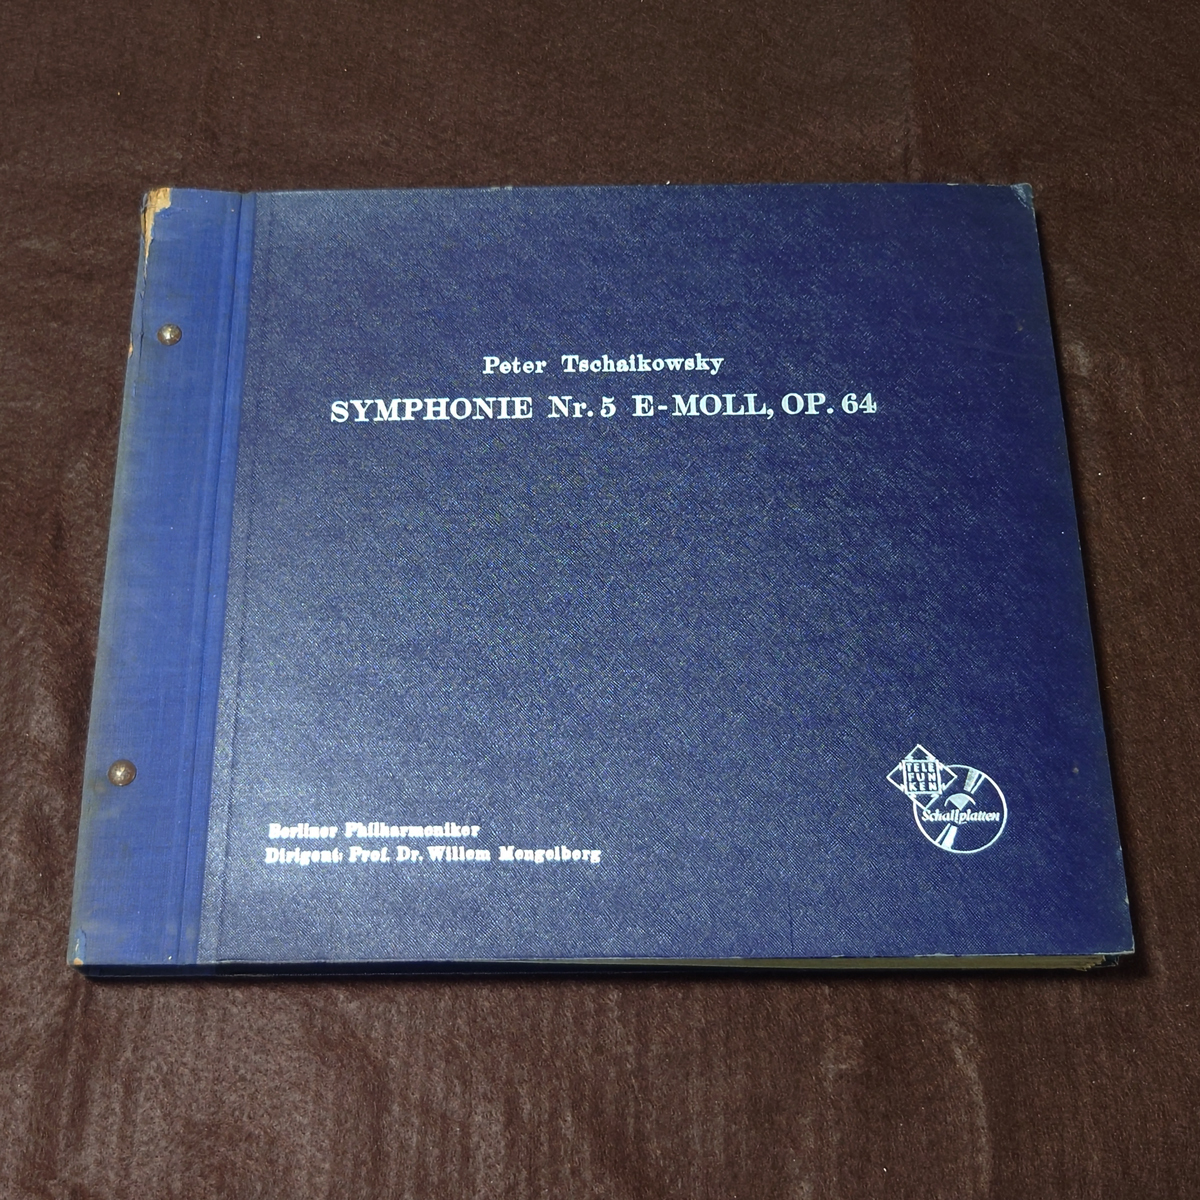 Peter Tschaikowsky
SYMPHONIE Nr. 5 E-MOLL, OP. 64
TELE
FUN
KEN
Schallplatten
Berliner Philharmoniker
Dirigent: Prof. Dr. Willem Mengelberg